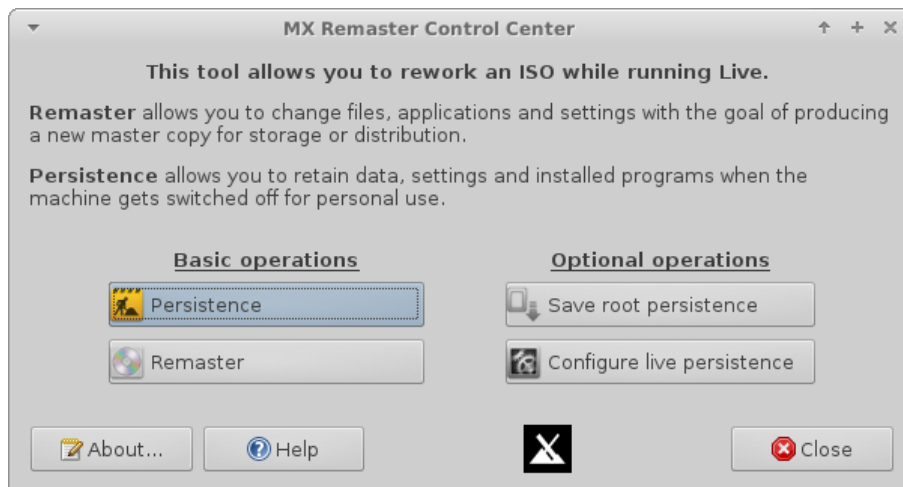 MX Remaster Control Center
This tool allows you to rework an ISO while running Live.
Remaster allows you to change files, applications and settings with the goal of producing
a new master copy for storage or distribution.
Persistence allows you to retain data, settings and installed programs when the
machine gets switched off for personal use.
Basic operations
Persistence
Remaster
Optional operations
Save root persistence
Configure live persistence
About...
Help
Close